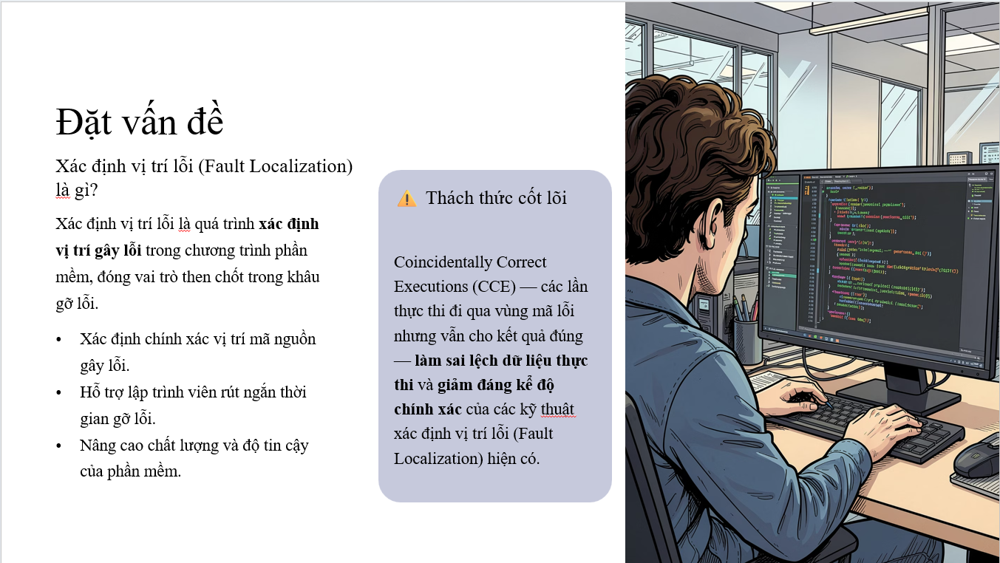 Đặt vấn đề
Xác định vị trí lỗi (Fault Localization)
là gì?
Xác định vị trí lỗi là quá trình xác định
vị trí gây lỗi trong chương trình phần
mềm, đóng vai trò then chốt trong khâu
gỡ lỗi.
• Xác định chính xác vị trí mã nguồn
gây lỗi.
• Hỗ trợ lập trình viên rút ngắn thời
gian gỡ lỗi.
• Nâng cao chất lượng và độ tin cậy
của phần mềm.
⚠️ Thách thức cốt lõi
Coincidentally Correct
Executions (CCE) — các lần
thực thi đi qua vùng mã lỗi
nhưng vẫn cho kết quả đúng
— làm sai lệch dữ liệu thực
thi và giảm đáng kể độ
chính xác của các kỹ thuật
xác định vị trí lỗi (Fault
Localization) hiện có.